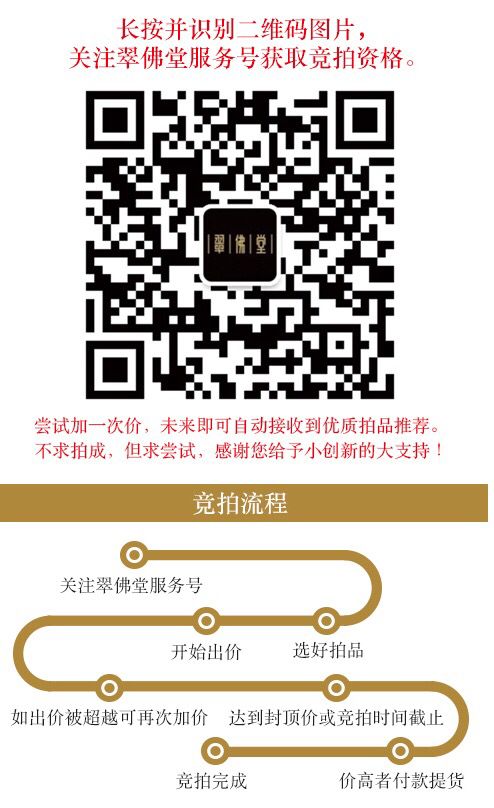 长按并识别二维码图片，
关注翠佛堂服务号获取竞拍资格。
翠佛堂
尝试加一次价，未来即可自动接收到优质拍品推荐。
不求拍成，但求尝试，感谢您给予小创新的大支持！
竞拍流程
关注翠佛堂服务号
选好拍品
开始出价
如出价被超越可再次加价
达到封顶价或竞拍时间截止
价高者付款提货
竞拍完成